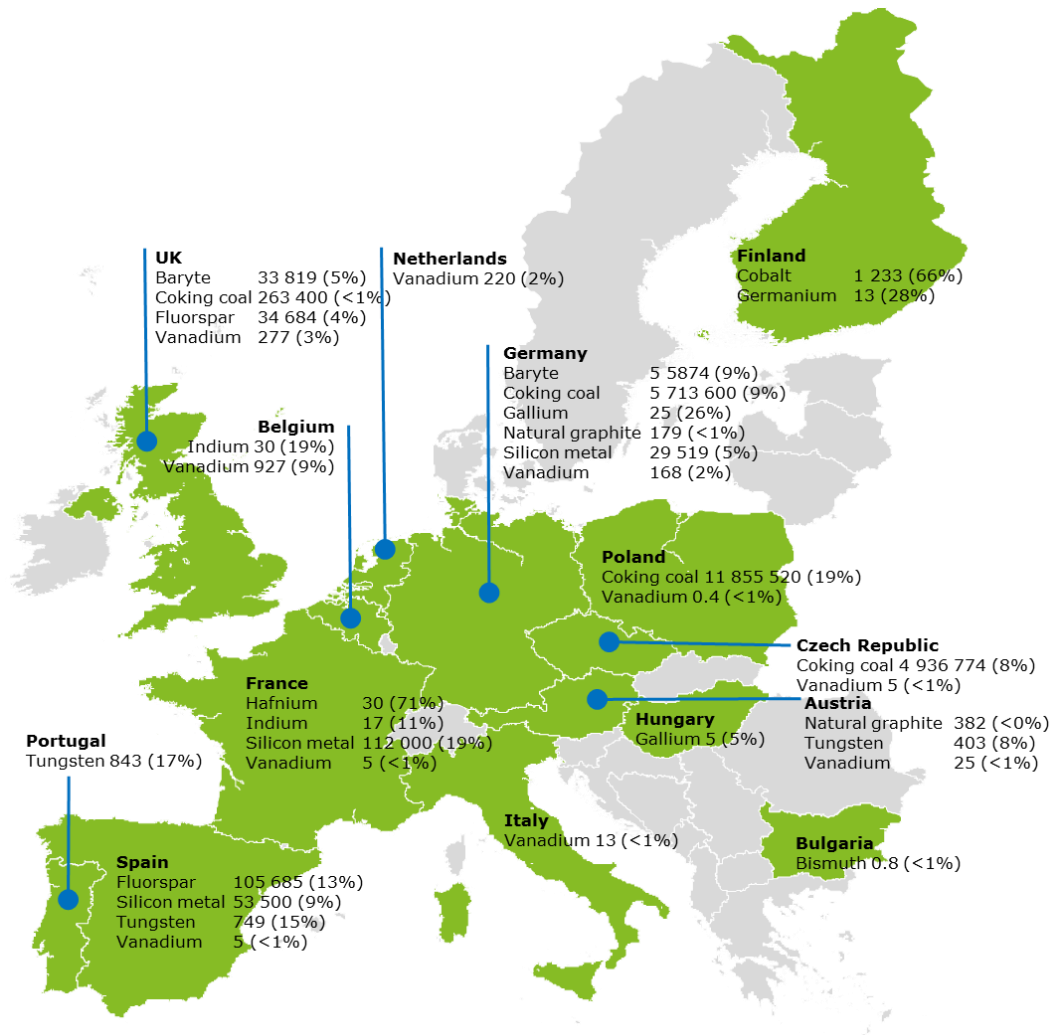 UK
Baryte 33 819 (5%)
Coking coal 263 400 (<1%)
Fluorspar 34 684 (4%)
Vanadium 277 (3%)
Netherlands
Vanadium 220 (2%)
Finland
Cobalt 1 233 (66%)
Germanium 13 (28%)
Germany
Baryte 5 5874 (9%)
Coking coal 5 713 600 (9%)
Gallium 25 (26%)
Natural graphite 179 (<1%)
Silicon metal 29 519 (5%)
Vanadium 168 (2%)
Belgium
Indium 30 (19%)
Vanadium 927 (9%)
Poland
Coking coal 11 855 520 (19%)
Vanadium 0.4 (<1%)
Czech Republic
Coking coal 4 936 774 (8%)
Vanadium 5 (<1%)
France
Hafnium 30 (71%)
Indium 17 (11%)
Silicon metal 112 000 (19%)
Vanadium 5 (<1%)
Austria
Natural graphite 382 (<0%)
Tungsten 403 (8%)
Vanadium 25 (<1%)
Hungary
Gallium 5 (5%)
Portugal
Tungsten 843 (17%)
Italy
Vanadium 13 (<1%)
Bulgaria
Bismuth 0.8 (<1%)
Spain
Fluorspar 105 685 (13%)
Silicon metal 53 500 (9%)
Tungsten 749 (15%)
Vanadium 5 (<1%)